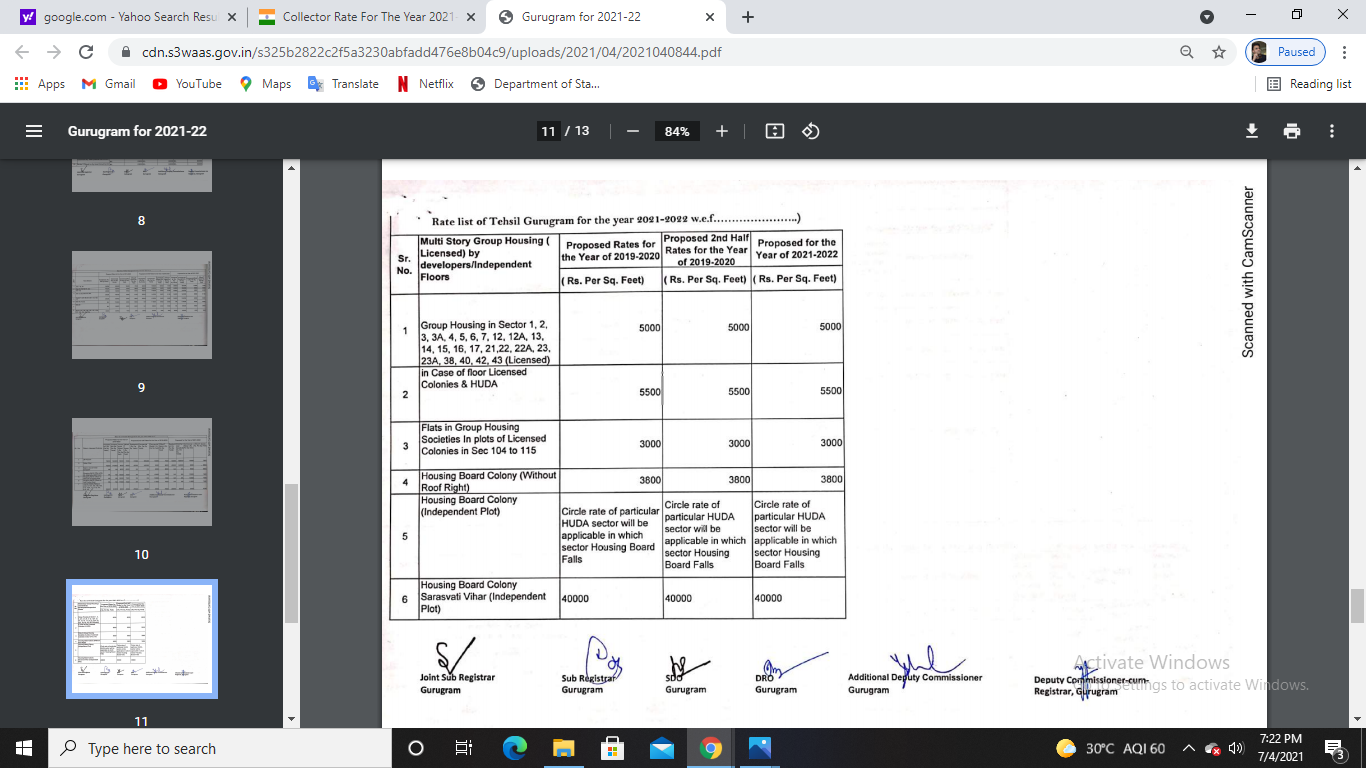 google.com - Yahoo Search Resu
Collector Rate For The Year 2021-
Gurugram for 2021-22
cdn.s3waas.gov.in/s325b2822c2f5a3230abfadd476e8b04c9/uploads/2021/04/2021040844.pdf
Paused
Apps
Gmail
YouTube
Maps
Translate
Netflix
Department of Sta...
Reading list
Gurugram for 2021-22
11 / 13
84%
8
9
10
11
Scanned with CamScanner
Rate list of Tehsil Gurugram for the year 2021-2022 w.e.f......................)
Sr. No.
Multi Story Group Housing (
Licensed) by
developers/Independent
Floors
Proposed Rates for
the Year of 2019-2020
( Rs. Per Sq. Feet)
Proposed 2nd Half
Rates for the Year
of 2019-2020
( Rs. Per Sq. Feet)
Proposed for the
Year of 2021-2022
( Rs. Per Sq. Feet)
1
Group Housing in Sector 1, 2,
3, 3A, 4, 5, 6, 7, 12, 12A, 13,
14, 15, 16, 17, 21,22, 22A, 23,
23A, 38, 40, 42, 43 (Licensed)
5000
5000
5000
2
in Case of floor Licensed
Colonies & HUDA
5500
5500
5500
3
Flats in Group Housing
Societies In plots of Licensed
Colonies in Sec 104 to 115
3000
3000
3000
4
Housing Board Colony (Without
Roof Right)
3800
3800
3800
5
Housing Board Colony
(Independent Plot)
Circle rate of particular
HUDA sector will be
applicable in which
sector Housing Board
Falls
Circle rate of
particular HUDA
sector will be
applicable in which
sector Housing
Board Falls
Circle rate of
particular HUDA
sector will be
applicable in which
sector Housing
Board Falls
6
Housing Board Colony
Sarasvati Vihar (Independent
Plot)
40000
40000
40000
Joint Sub Registrar
Gurugram
Sub Registrar
Gurugram
SDO
Gurugram
DRO
Gurugram
Additional Deputy Commissioner
Gurugram
Deputy Commissioner-cum-
Registrar, Gurugram
Activate Windows
Settings to activate Windows.
Type here to search
30°C AQI 60
7:22 PM
7/4/2021
3